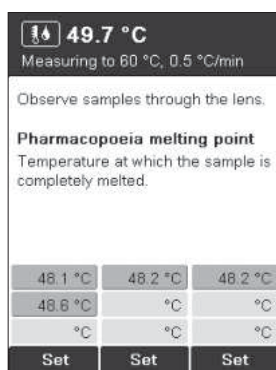 49.7 °C
Measuring to 60 °C, 0.5 °C/min
Observe samples through the lens.
Pharmacopoeia melting point
Temperature at which the sample is
completely melted.
48.1 °C 48.2 °C 48.2 °C
48.6 °C °C °C
°C °C °C
Set Set Set